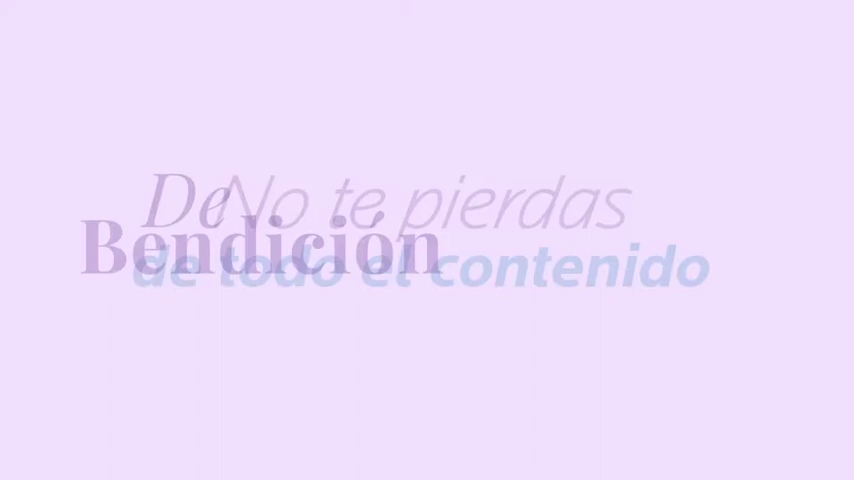 De
Bendición
No te pierdas
de todo el contenido